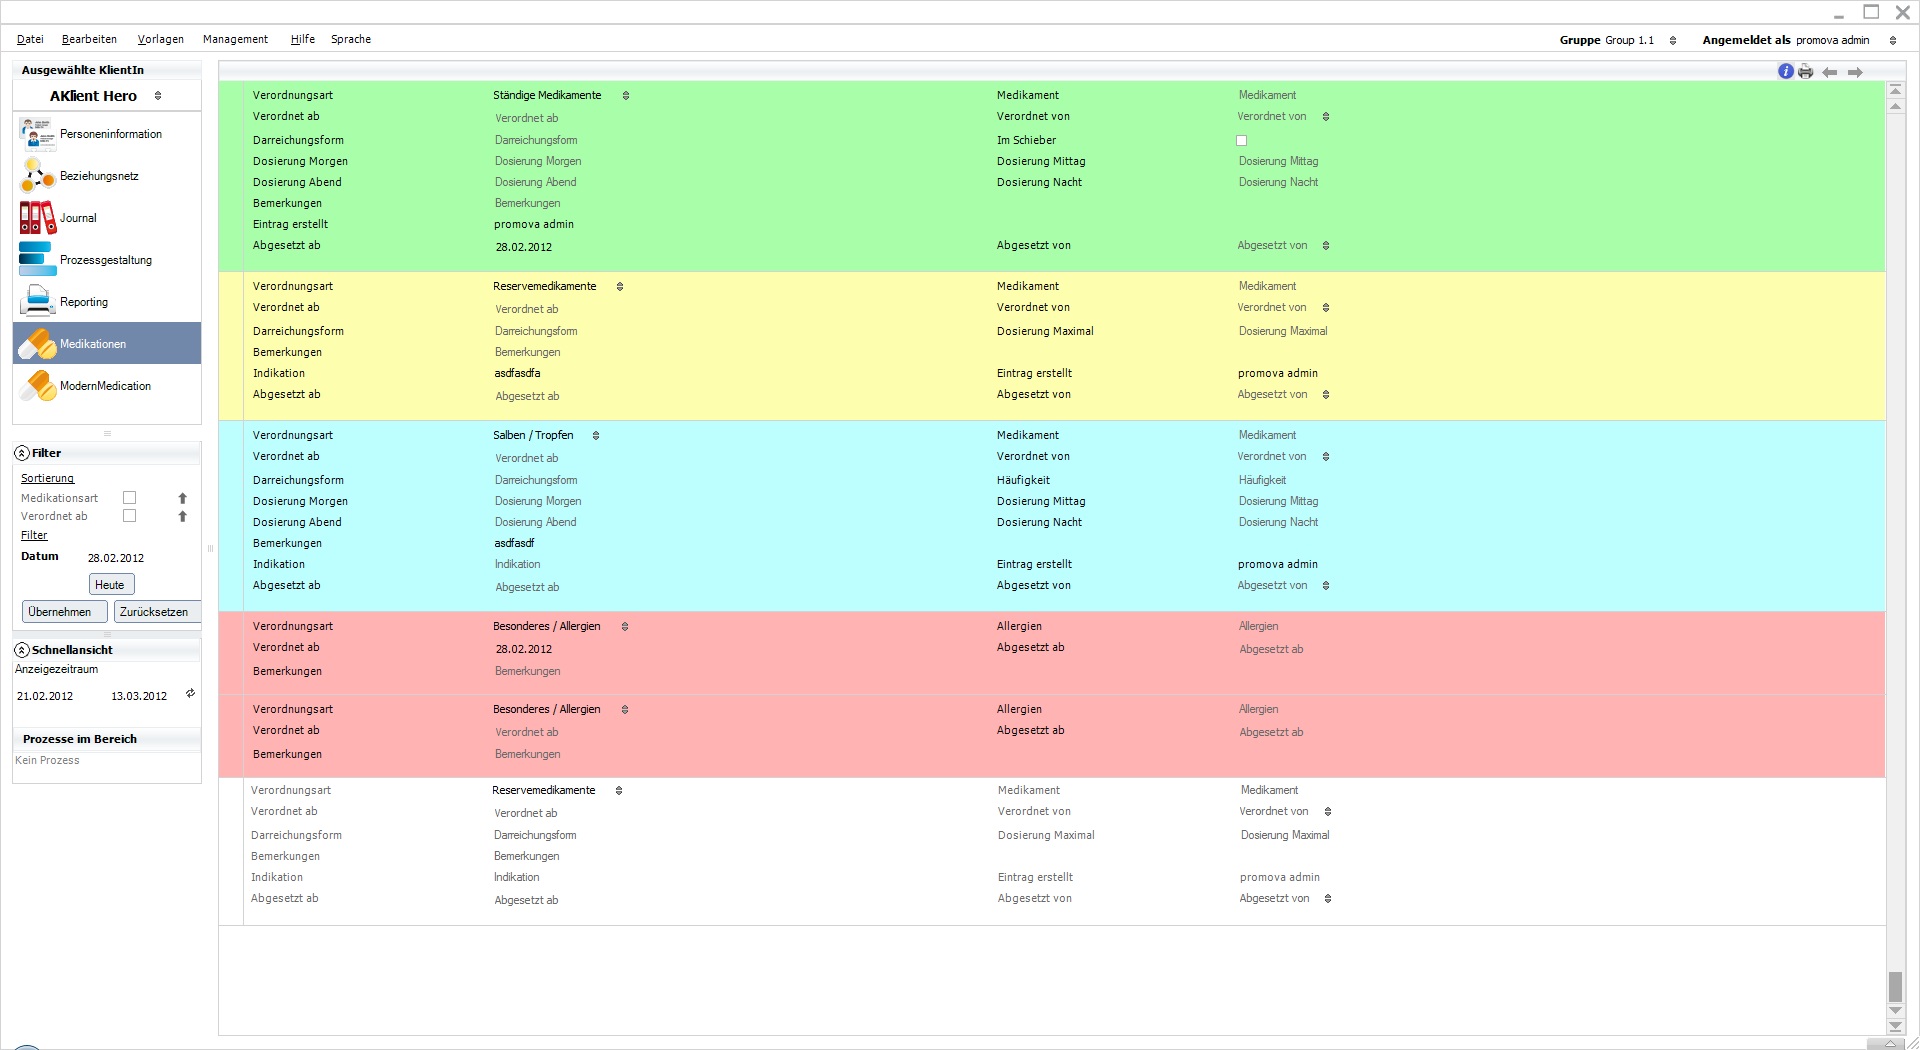 Datei Bearbeiten Vorlagen Management Hilfe Sprache Gruppe Group 1.1 Angemeldet als promova admin
Ausgewählte KlientIn
AKlient Hero
Personeninformation
Beziehungsnetz
Journal
Prozessgestaltung
Reporting
Medikationen
ModernMedication
Filter
Sortierung
Medikationsart
Verordnet ab
Filter
Datum 28.02.2012
Heute
Übernehmen Zurücksetzen
Schnellansicht
Anzeigezeitraum
21.02.2012 13.03.2012
Prozesse im Bereich
Kein Prozess
Verordnungsart Ständige Medikamente Medikament Medikament
Verordnet ab Verordnet ab Verordnet von Verordnet von
Darreichungsform Darreichungsform Im Schieber
Dosierung Morgen Dosierung Morgen Dosierung Mittag Dosierung Mittag
Dosierung Abend Dosierung Abend Dosierung Nacht Dosierung Nacht
Bemerkungen Bemerkungen
Eintrag erstellt promova admin
Abgesetzt ab 28.02.2012 Abgesetzt von Abgesetzt von
Verordnungsart Reservemedikamente Medikament Medikament
Verordnet ab Verordnet ab Verordnet von Verordnet von
Darreichungsform Darreichungsform Dosierung Maximal Dosierung Maximal
Bemerkungen Bemerkungen
Indikation asdfasdfa Eintrag erstellt promova admin
Abgesetzt ab Abgesetzt ab Abgesetzt von Abgesetzt von
Verordnungsart Salben / Tropfen Medikament Medikament
Verordnet ab Verordnet ab Verordnet von Verordnet von
Darreichungsform Darreichungsform Häufigkeit Häufigkeit
Dosierung Morgen Dosierung Morgen Dosierung Mittag Dosierung Mittag
Dosierung Abend Dosierung Abend Dosierung Nacht Dosierung Nacht
Bemerkungen asdfasdf
Indikation Indikation Eintrag erstellt promova admin
Abgesetzt ab Abgesetzt ab Abgesetzt von Abgesetzt von
Verordnungsart Besonderes / Allergien Allergien Allergien
Verordnet ab 28.02.2012 Abgesetzt ab Abgesetzt ab
Bemerkungen Bemerkungen
Verordnungsart Besonderes / Allergien Allergien Allergien
Verordnet ab Verordnet ab Abgesetzt ab Abgesetzt ab
Bemerkungen Bemerkungen
Verordnungsart Reservemedikamente Medikament Medikament
Verordnet ab Verordnet ab Verordnet von Verordnet von
Darreichungsform Darreichungsform Dosierung Maximal Dosierung Maximal
Bemerkungen Bemerkungen
Indikation Indikation Eintrag erstellt promova admin
Abgesetzt ab Abgesetzt ab Abgesetzt von Abgesetzt von